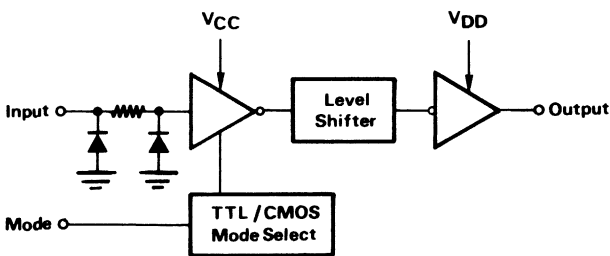 VCC
VDD
Input
Level
Shifter
Output
Mode
TTL/CMOS
Mode Select